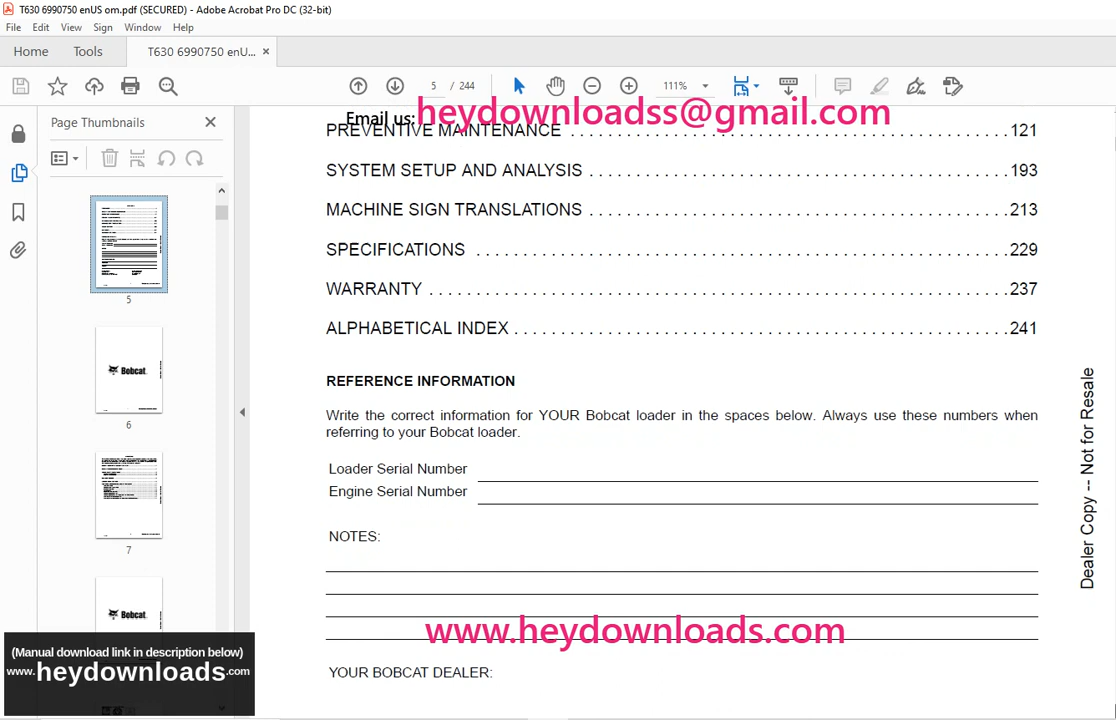 T630 6990750 enUS om.pdf (SECURED) - Adobe Acrobat Pro DC (32-bit)
File Edit View Sign Window Help
Home Tools T630 6990750 enU... ×
5 / 244 111%
Page Thumbnails
5
Bobcat
6
7
Bobcat
Email us: heydownloadss@gmail.com
PREVENTIVE MAINTENANCE . . . . . . . . . . . . . . . . . . . . . . . . . . . . . . . . . . . . . 121
SYSTEM SETUP AND ANALYSIS . . . . . . . . . . . . . . . . . . . . . . . . . . . . . . . . . . . . 193
MACHINE SIGN TRANSLATIONS . . . . . . . . . . . . . . . . . . . . . . . . . . . . . . . . . . . . 213
SPECIFICATIONS . . . . . . . . . . . . . . . . . . . . . . . . . . . . . . . . . . . . . . . . . . . . . 229
WARRANTY . . . . . . . . . . . . . . . . . . . . . . . . . . . . . . . . . . . . . . . . . . . . . . . . . 237
ALPHABETICAL INDEX . . . . . . . . . . . . . . . . . . . . . . . . . . . . . . . . . . . . . . . . . . 241
REFERENCE INFORMATION
Write the correct information for YOUR Bobcat loader in the spaces below. Always use these numbers when
referring to your Bobcat loader.
Loader Serial Number
Engine Serial Number
NOTES:
www.heydownloads.com
YOUR BOBCAT DEALER:
Dealer Copy -- Not for Resale
(Manual download link in description below)
www.heydownloads.com